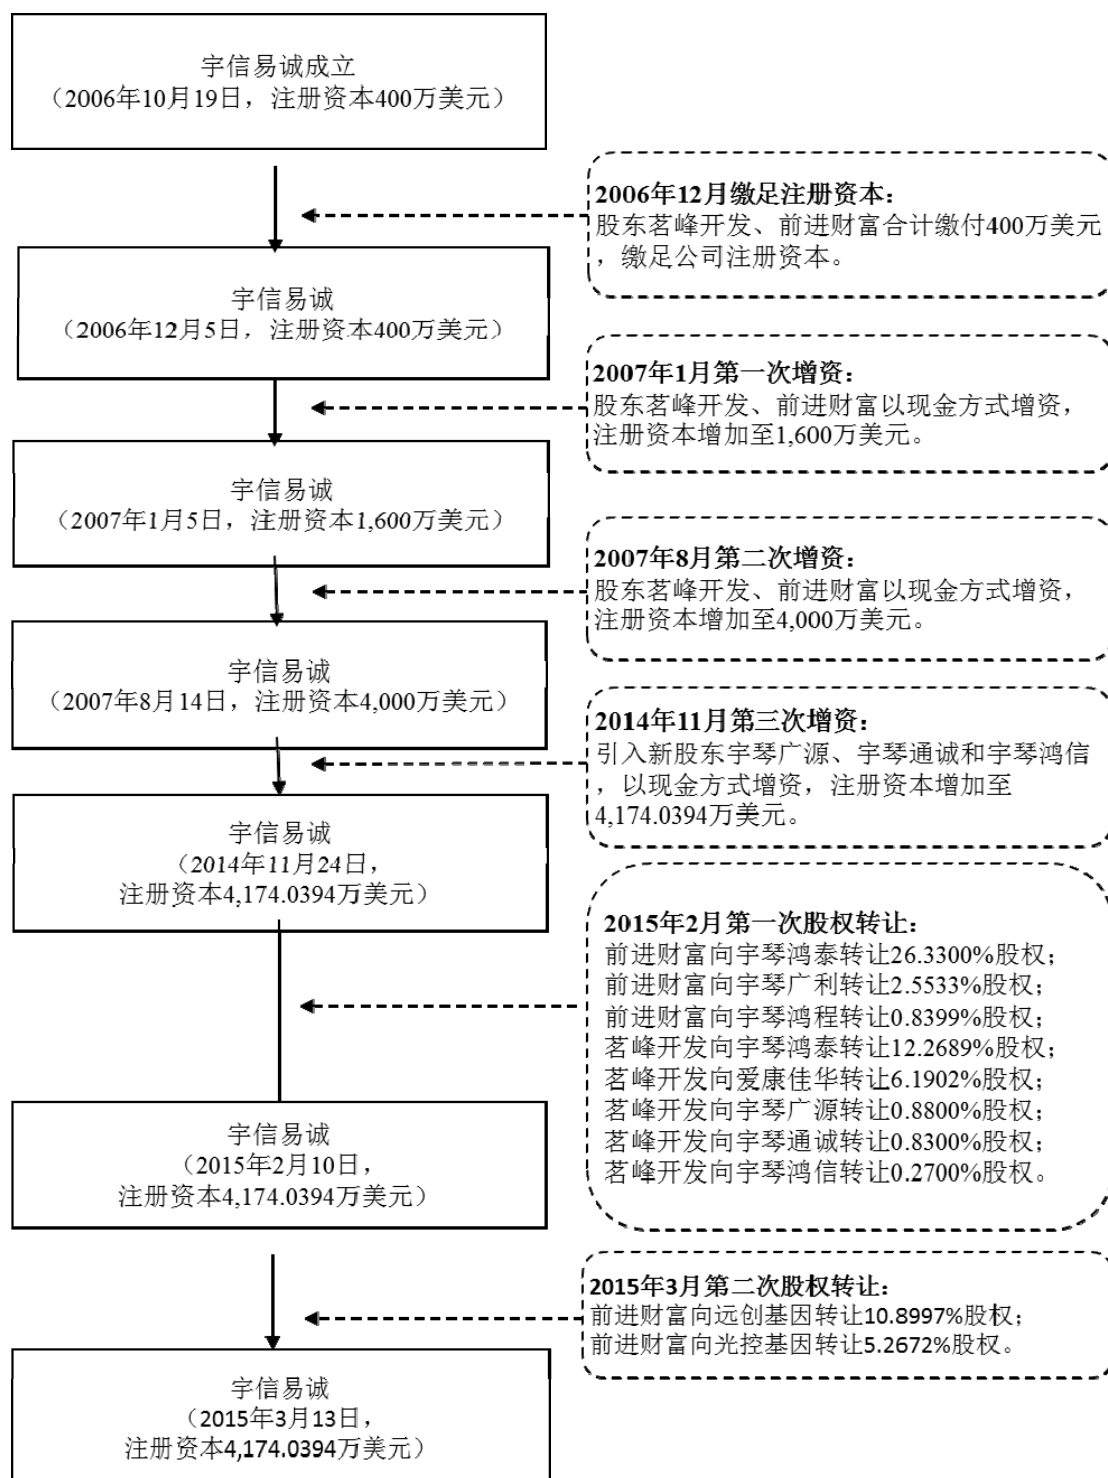 宇信易诚成立
（2006年10月19日，注册资本400万美元）
2006年12月缴足注册资本：
股东茗峰开发、前进财富合计缴付400万美元
，缴足公司注册资本。
宇信易诚
（2006年12月5日，注册资本400万美元）
2007年1月第一次增资：
股东茗峰开发、前进财富以现金方式增资，
注册资本增加至1,600万美元。
宇信易诚
（2007年1月5日，注册资本1,600万美元）
2007年8月第二次增资：
股东茗峰开发、前进财富以现金方式增资，
注册资本增加至4,000万美元。
宇信易诚
（2007年8月14日，注册资本4,000万美元）
2014年11月第三次增资：
引入新股东宇琴广源、宇琴通诚和宇琴鸿信
，以现金方式增资，注册资本增加至
4,174.0394万美元。
宇信易诚
（2014年11月24日，
注册资本4,174.0394万美元）
2015年2月第一次股权转让：
前进财富向宇琴鸿泰转让26.3300%股权；
前进财富向宇琴广利转让2.5533%股权；
前进财富向宇琴鸿程转让0.8399%股权；
茗峰开发向宇琴鸿泰转让12.2689%股权；
茗峰开发向爱康佳华转让6.1902%股权；
茗峰开发向宇琴广源转让0.8800%股权；
茗峰开发向宇琴通诚转让0.8300%股权；
茗峰开发向宇琴鸿信转让0.2700%股权。
宇信易诚
（2015年2月10日，
注册资本4,174.0394万美元）
2015年3月第二次股权转让：
前进财富向远创基因转让10.8997%股权；
前进财富向光控基因转让5.2672%股权。
宇信易诚
（2015年3月13日，
注册资本4,174.0394万美元）